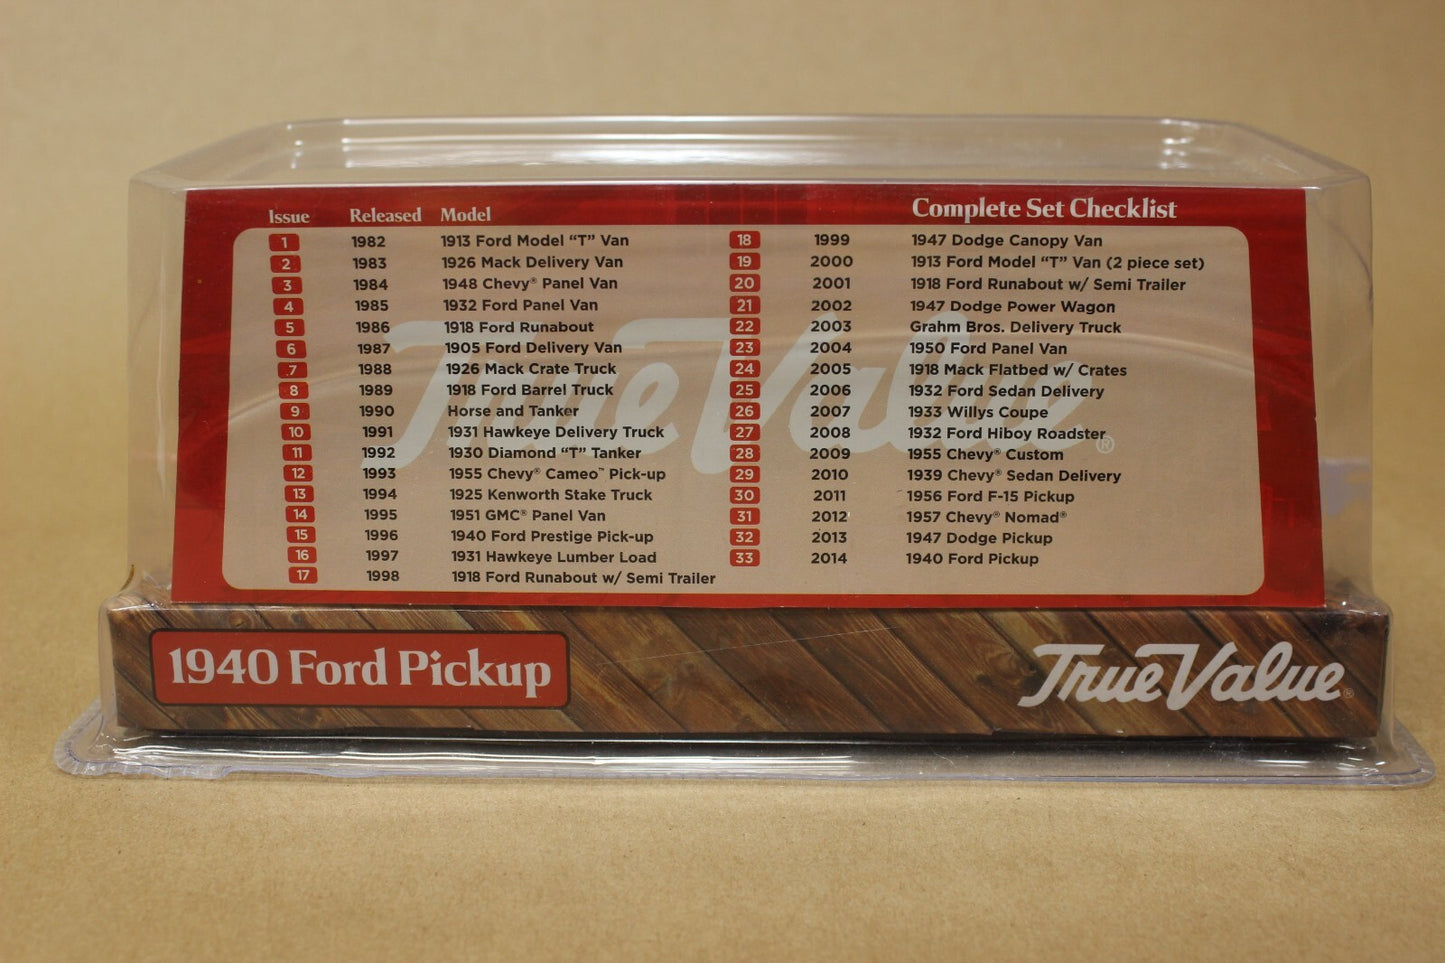 Issue Released Model
Complete Set Checklist
1 1982 1913 Ford Model “T” Van
2 1983 1926 Mack Delivery Van
3 1984 1948 Chevy® Panel Van
4 1985 1932 Ford Panel Van
5 1986 1918 Ford Runabout
6 1987 1905 Ford Delivery Van
7 1988 1926 Mack Crate Truck
8 1989 1918 Ford Barrel Truck
9 1990 Horse and Tanker
10 1991 1931 Hawkeye Delivery Truck
11 1992 1930 Diamond “T” Tanker
12 1993 1955 Chevy® Cameo™ Pick-up
13 1994 1925 Kenworth Stake Truck
14 1995 1951 GMC® Panel Van
15 1996 1940 Ford Prestige Pick-up
16 1997 1931 Hawkeye Lumber Load
17 1998 1918 Ford Runabout w/ Semi Trailer
18 1999 1947 Dodge Canopy Van
19 2000 1913 Ford Model “T” Van (2 piece set)
20 2001 1918 Ford Runabout w/ Semi Trailer
21 2002 1947 Dodge Power Wagon
22 2003 Grahm Bros. Delivery Truck
23 2004 1950 Ford Panel Van
24 2005 1918 Mack Flatbed w/ Crates
25 2006 1932 Ford Sedan Delivery
26 2007 1933 Willys Coupe
27 2008 1932 Ford Hiboy Roadster
28 2009 1955 Chevy® Custom
29 2010 1939 Chevy® Sedan Delivery
30 2011 1956 Ford F-15 Pickup
31 2012 1957 Chevy® Nomad®
32 2013 1947 Dodge Pickup
33 2014 1940 Ford Pickup
True Value®
1940 Ford Pickup
True Value®